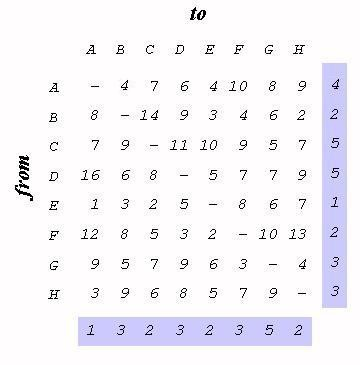 to
A B C D E F G H
from
A - 4 7 6 4 10 8 9 4
B 8 - 14 9 3 4 6 2 2
C 7 9 - 11 10 9 5 7 5
D 16 6 8 - 5 7 7 9 5
E 1 3 2 5 - 8 6 7 1
F 12 8 5 3 2 - 10 13 2
G 9 5 7 9 6 3 - 4 3
H 3 9 6 8 5 7 9 - 3
1 3 2 3 2 3 5 2